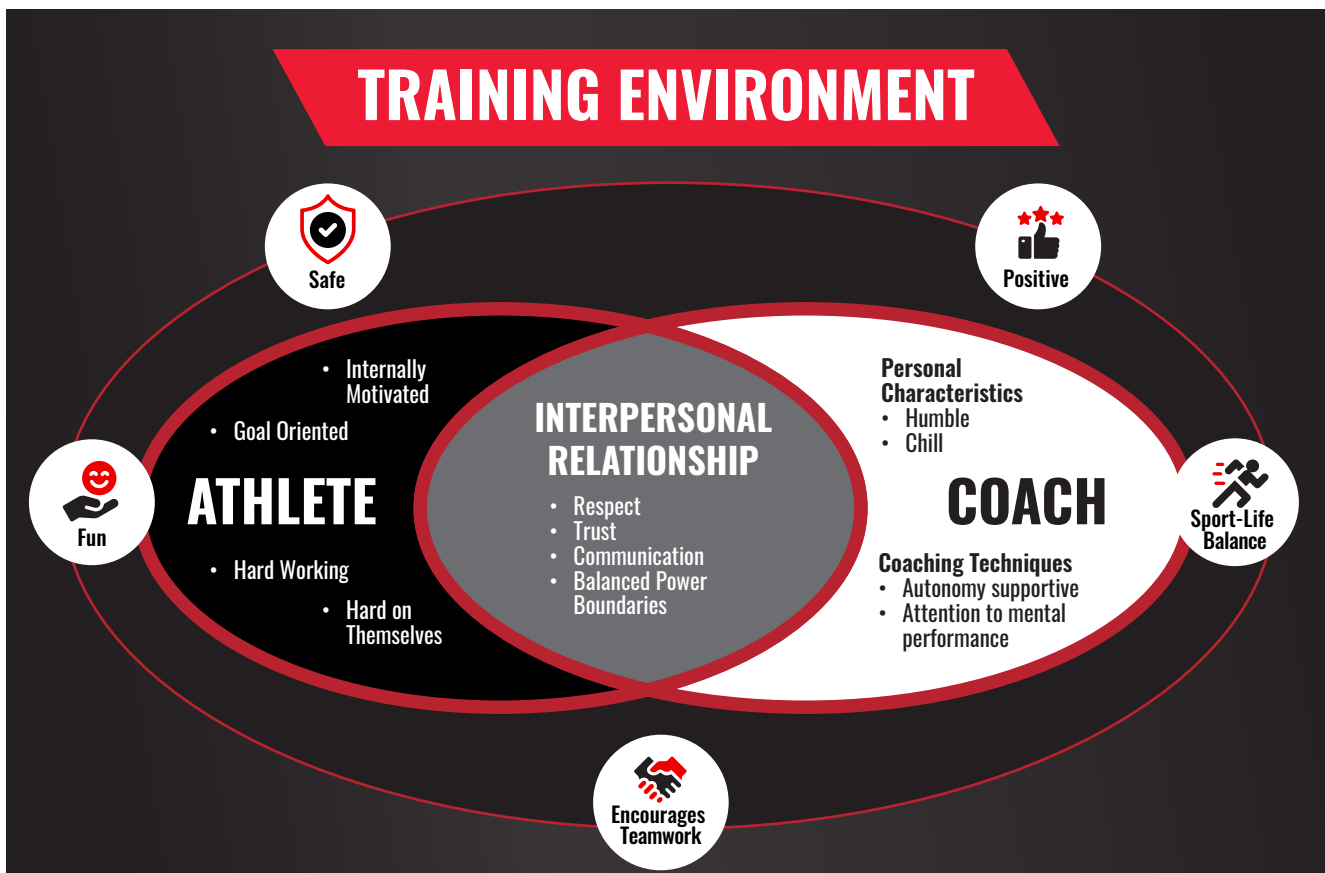 TRAINING ENVIRONMENT
Safe
Positive
Fun
• Internally
Motivated
• Goal Oriented
ATHLETE
• Hard Working
• Hard on
Themselves
INTERPERSONAL
RELATIONSHIP
• Respect
• Trust
• Communication
• Balanced Power
Boundaries
Personal
Characteristics
• Humble
• Chill
COACH
Coaching Techniques
• Autonomy supportive
• Attention to mental
performance
Sport-Life
Balance
Encourages
Teamwork